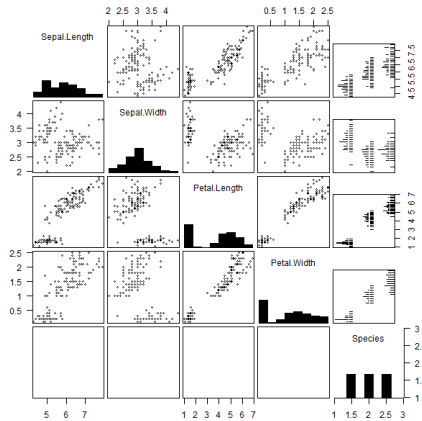 2 2.5 3 3.5 4
0.5 1 1.5 2 2.5
Sepal.Length
4.5 5 5.5 6 6.5 7 7.5
4
3.5
3
2.5
2
Sepal.Width
Petal.Length
1 2 3 4 5 6 7
2.5
2
1.5
1
0.5
Petal.Width
Species
3
2.5
2
1.5
1
5 6 7
1 2 3 4 5 6 7
1 1.5 2 2.5 3